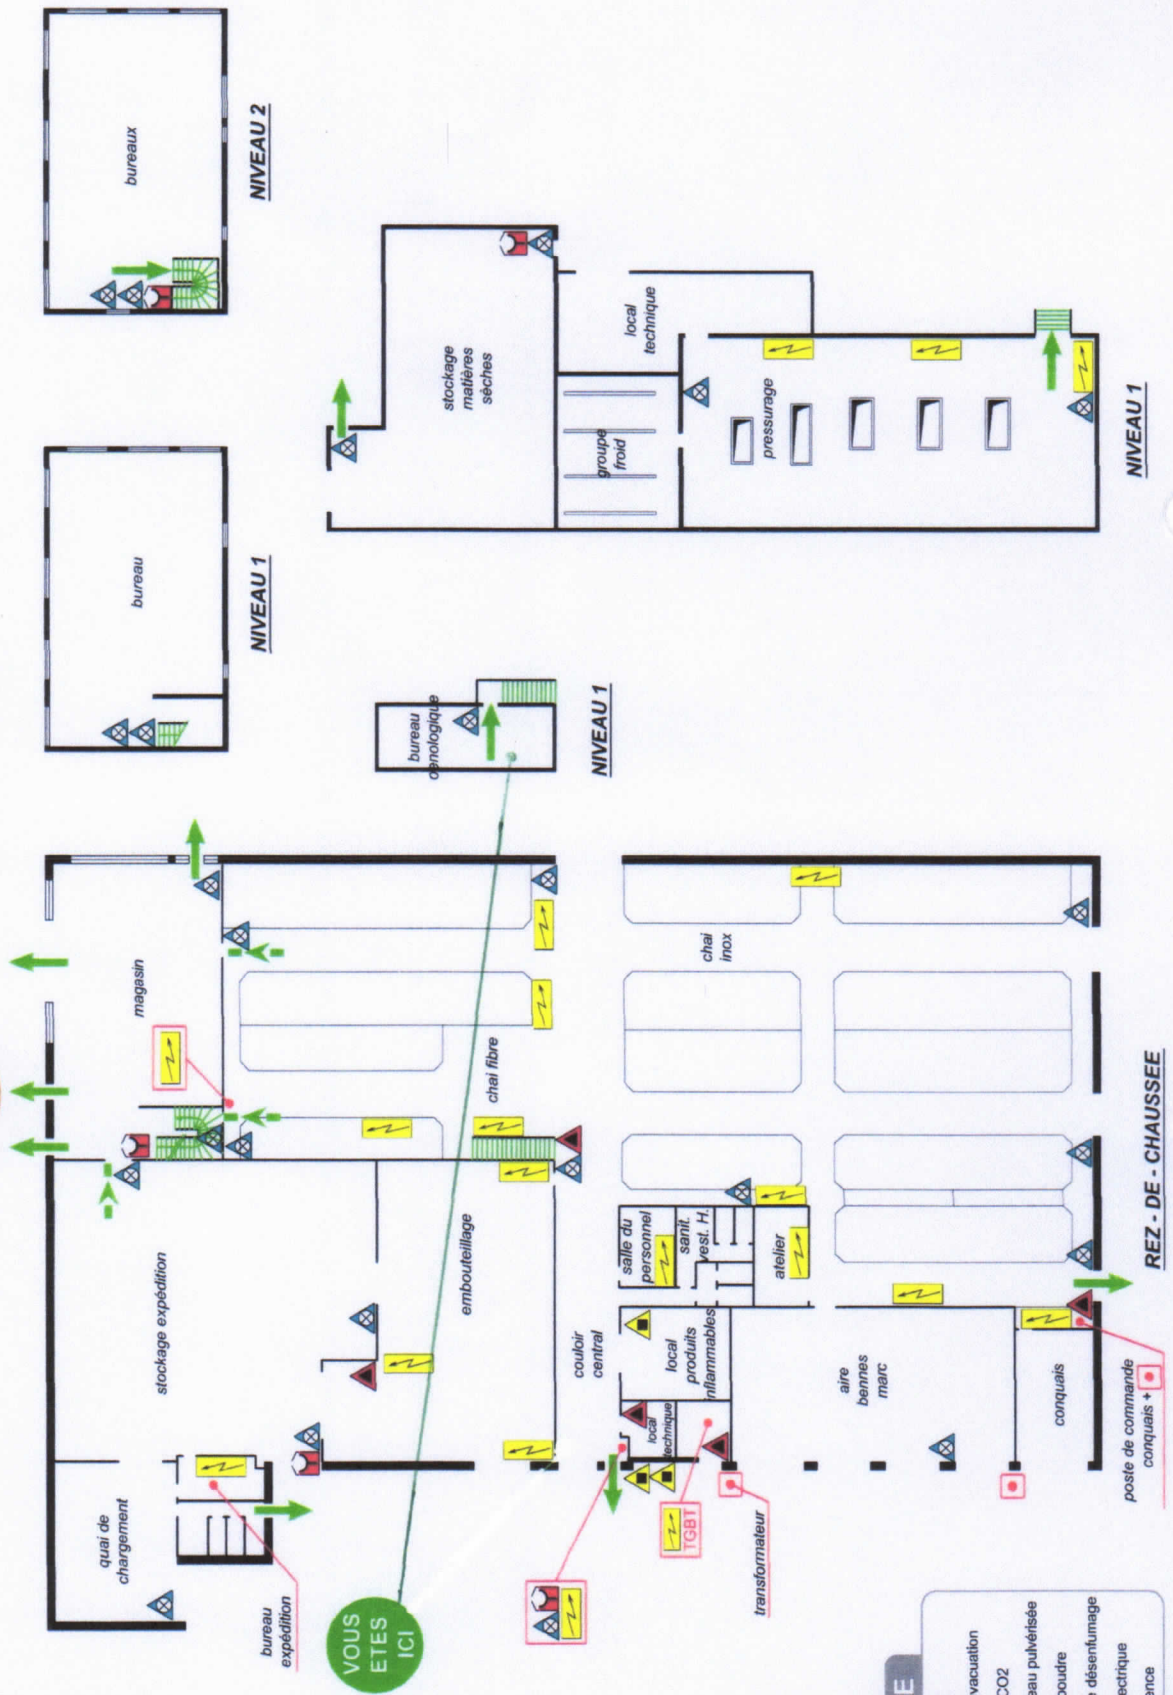 bureaux
NIVEAU 2
bureau
NIVEAU 1
stockage
matières
sèches
local
technique
groupe
froid
pressurage
NIVEAU 1
bureau
oenologique
NIVEAU 1
magasin
chai fibre
chai
inox
stockage expédition
embouteillage
quai de
chargement
bureau
expédition
couloir
central
salle du
personnel
sanit.
vest. H.
atelier
local
produits
inflammables
local
technique
aire
bennes
marc
conquais
TGBT
transformateur
poste de commande
conquais +
REZ - DE - CHAUSSEE
VOUS
ETES
ICI
E
vacuation
CO2
eau pulvérisée
poudre
désenfumage
ectrique
ence